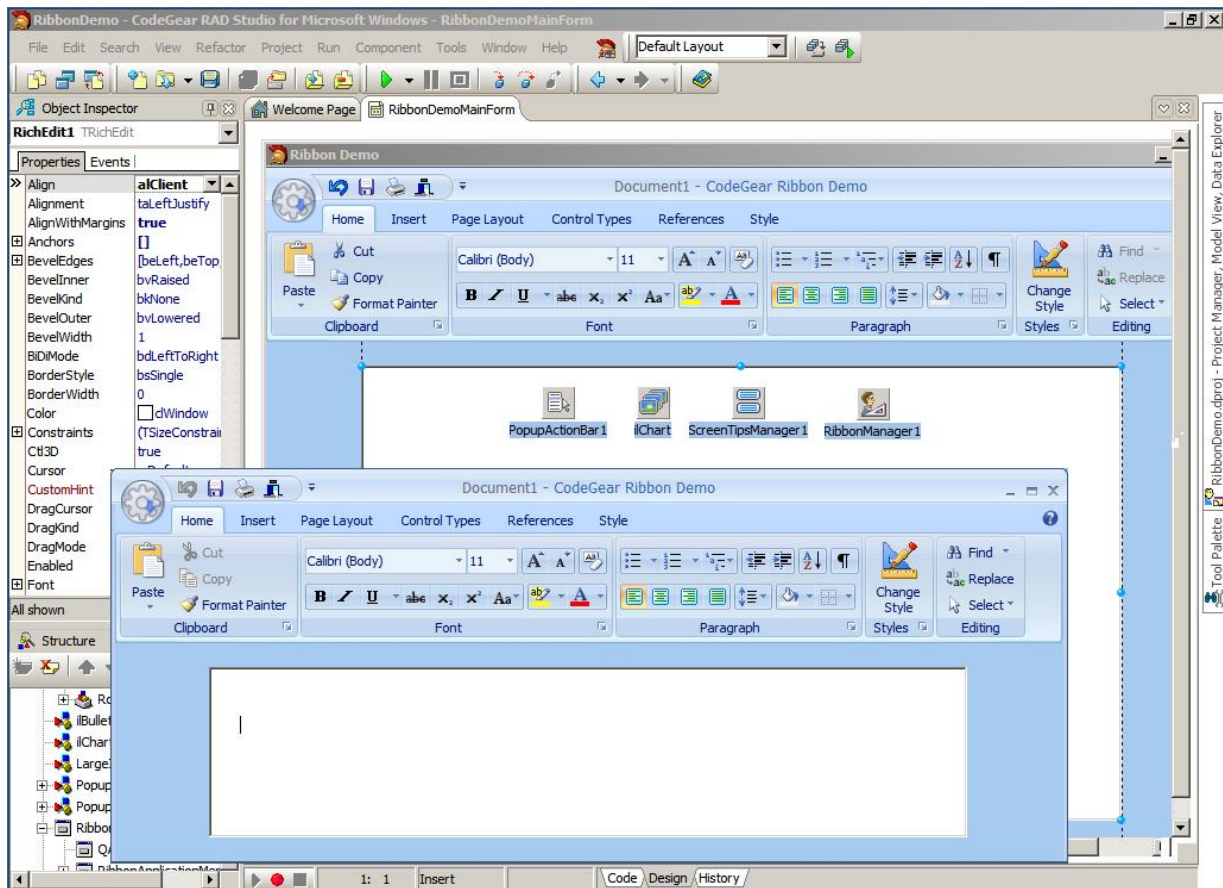 RibbonDemo - CodeGear RAD Studio for Microsoft Windows - RibbonDemoMainForm
File Edit Search View Refactor Project Run Component Tools Window Help Default Layout
Object Inspector
Welcome Page RibbonDemoMainForm
RichEdit1 TRichEdit
Properties Events
Align alClient
Alignment taLeftJustify
AlignWithMargins true
Anchors []
BevelEdges [beLeft,beTop,
BevelInner bvRaised
BevelKind bkNone
BevelOuter bvLowered
BevelWidth 1
BiDiMode bdLeftToRight
BorderStyle bsSingle
BorderWidth 0
Color clWindow
Constraints (TSizeConstrai
Ctl3D true
Cursor
CustomHint
DragCursor
DragKind
DragMode
Enabled
Font
All shown
Structure
ilBullet
ilChar
Large
Popup
Popup
Ribbon
Ribbon Demo
Document1 - CodeGear Ribbon Demo
Home Insert Page Layout Control Types References Style
Cut
Copy
Format Painter
Paste
Clipboard
Calibri (Body) 11
Font
Paragraph
Change Style
Styles
Find
Replace
Select
Editing
PopupActionBar1 ilChart ScreenTipsManager1 RibbonManager1
Document1 - CodeGear Ribbon Demo
Home Insert Page Layout Control Types References Style
Cut
Copy
Format Painter
Paste
Clipboard
Calibri (Body) 11
Font
Paragraph
Change Style
Styles
Find
Replace
Select
Editing
1: 1 Insert
Code Design History
RibbonDemo.dproj - Project Manager, Model View, Data Explorer
Tool Palette